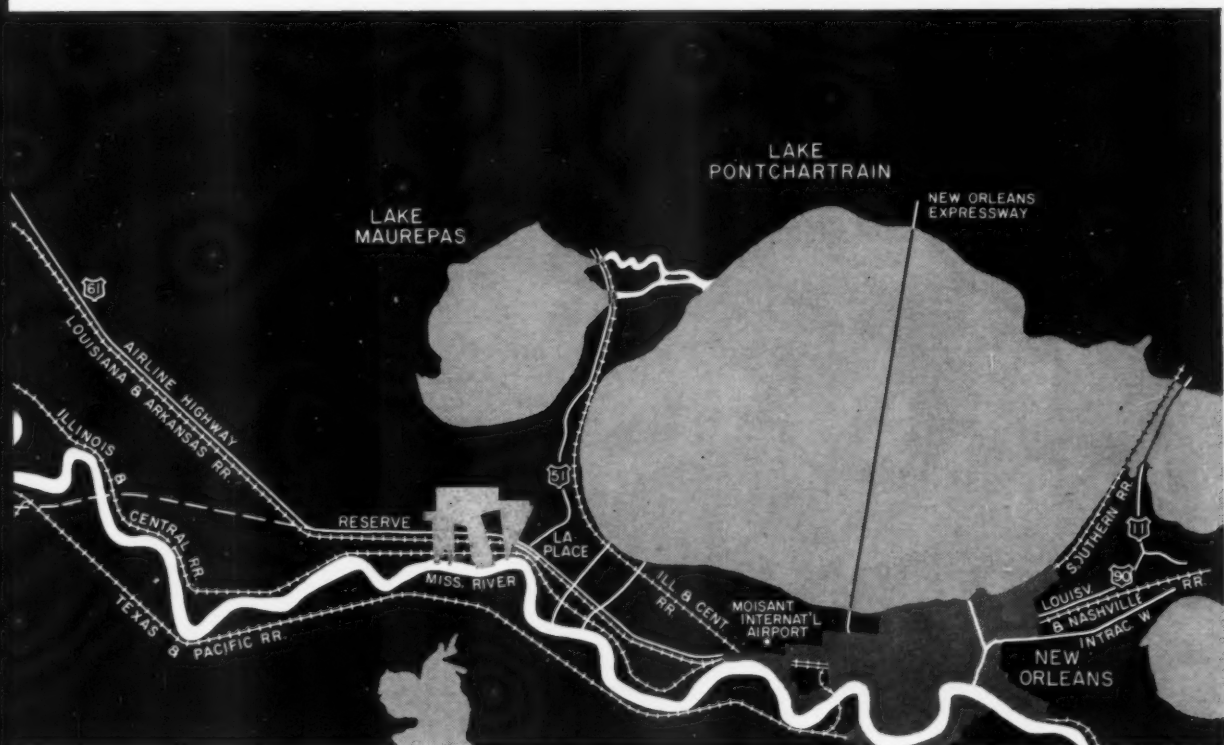 LAKE
PONTCHARTRAIN
NEW ORLEANS
EXPRESSWAY
LAKE
MAUREPAS
61
AIRLINE HIGHWAY
LOUISIANA & ARKANSAS RR.
ILLINOIS &
CENTRAL RR.
51
RESERVE
LA
PLACE
MISS. RIVER
TEXAS
& PACIFIC RR.
ILL & CENT
RR.
MOISANT
INTERNAT'L
AIRPORT
SOUTHERN RR.
11
90
LOUISV
& NASHVILLE RR.
INTRAC. W
NEW
ORLEANS